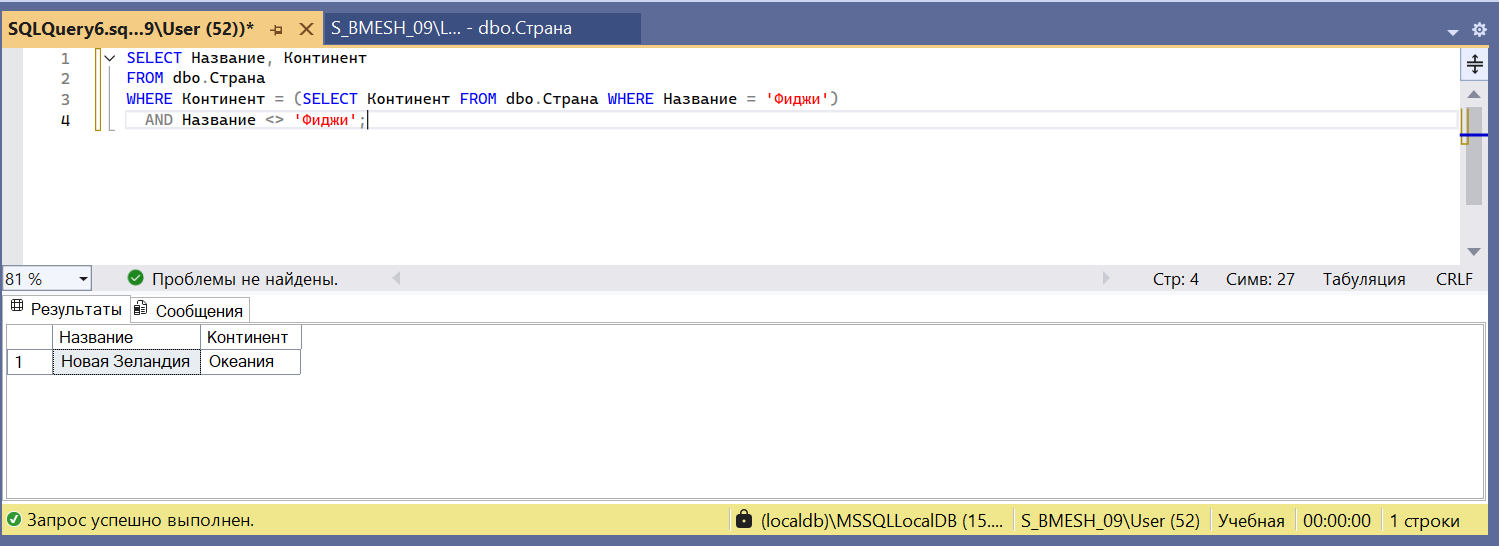 SQLQuery6.sq...9\User (52))* S_BMESH_09\L... - dbo.Страна
1 SELECT Название, Континент
2 FROM dbo.Страна
3 WHERE Континент = (SELECT Континент FROM dbo.Страна WHERE Название = 'Фиджи')
4 AND Название <> 'Фиджи';
81 % Проблемы не найдены. Стр: 4 Симв: 27 Табуляция CRLF
Результаты Сообщения
Название Континент
1 Новая Зеландия Океания
Запрос успешно выполнен. (localdb)\MSSQLLocalDB (15.... S_BMESH_09\User (52) Учебная 00:00:00 1 строки